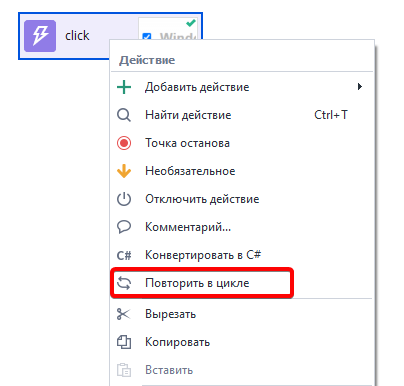 click
Wind
Действие
Добавить действие
Найти действие Ctrl+T
Точка останова
Необязательное
Отключить действие
Комментарий...
C# Конвертировать в C#
Повторить в цикле
Вырезать
Копировать
Вставить